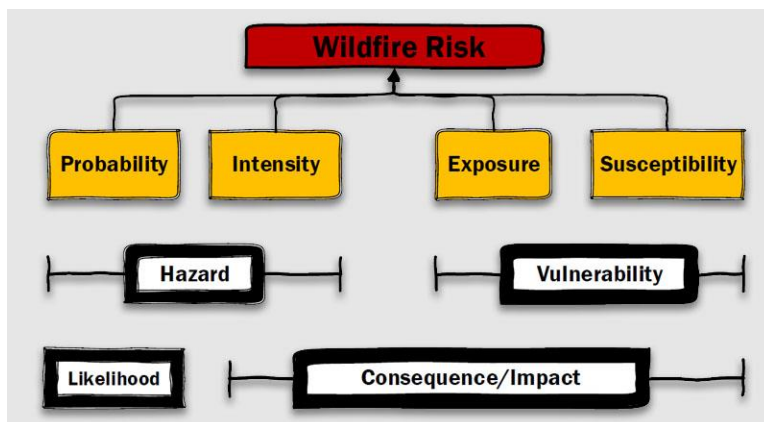 Wildfire Risk
Probability
Intensity
Exposure
Susceptibility
Hazard
Vulnerability
Likelihood
Consequence/Impact